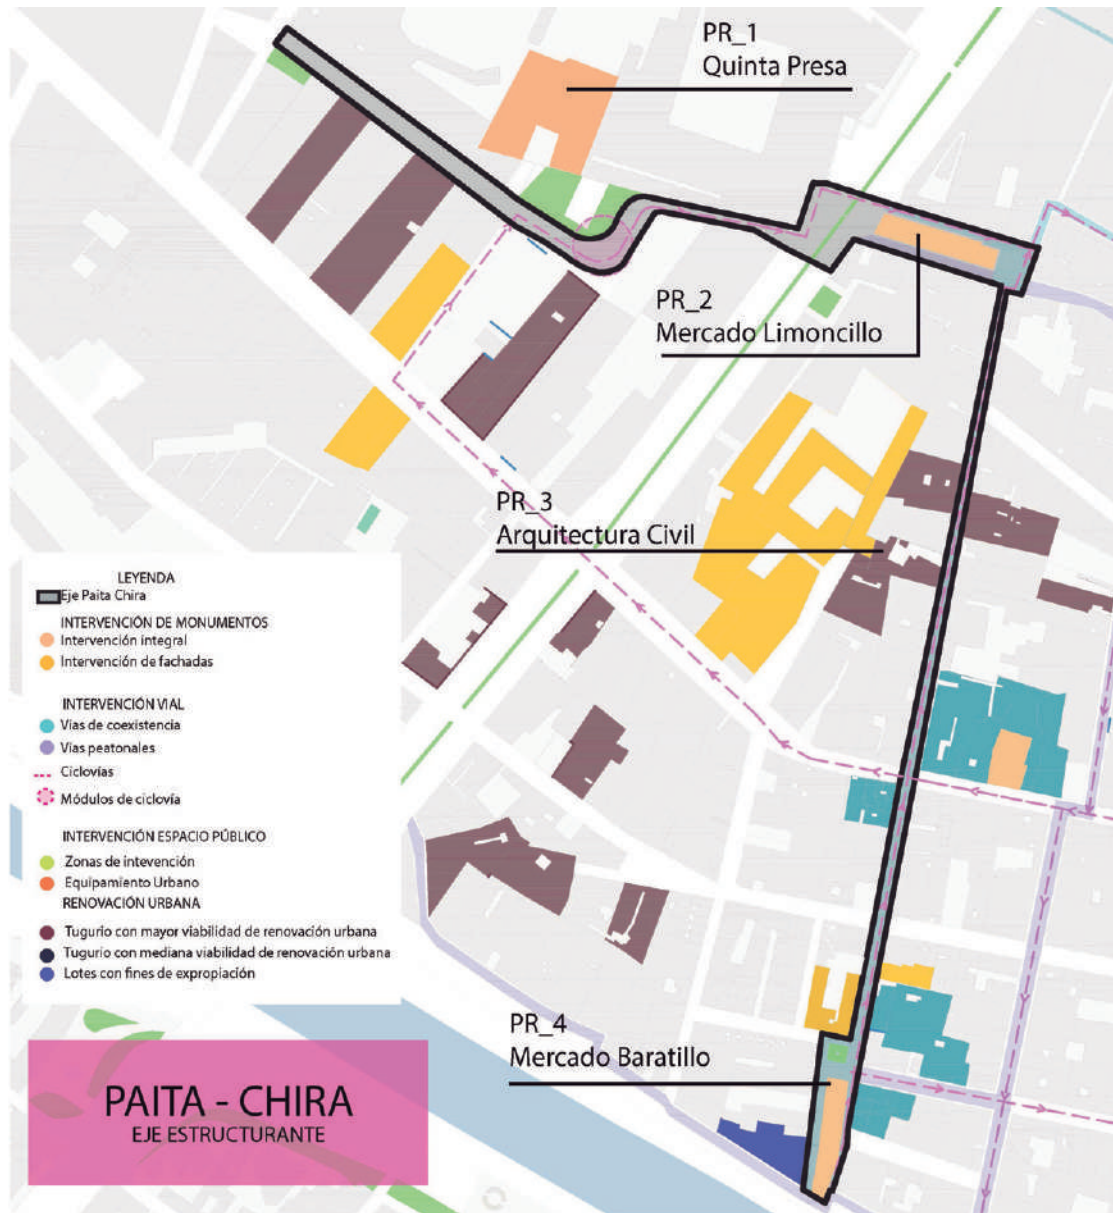 PR_1
Quinta Presa
PR_2
Mercado Limoncillo
PR_3
Arquitectura Civil
LEYENDA
Eje Paita Chira
INTERVENCIÓN DE MONUMENTOS
Intervención integral
Intervención de fachadas
INTERVENCIÓN VIAL
Vías de coexistencia
Vías peatonales
Ciclovías
Módulos de ciclovía
INTERVENCIÓN ESPACIO PÚBLICO
Zonas de intevención
Equipamiento Urbano
RENOVACIÓN URBANA
Tugurio con mayor viabilidad de renovación urbana
Tugurio con mediana viabilidad de renovación urbana
Lotes con fines de expropiación
PR_4
Mercado Baratillo
PAITA - CHIRA
EJE ESTRUCTURANTE